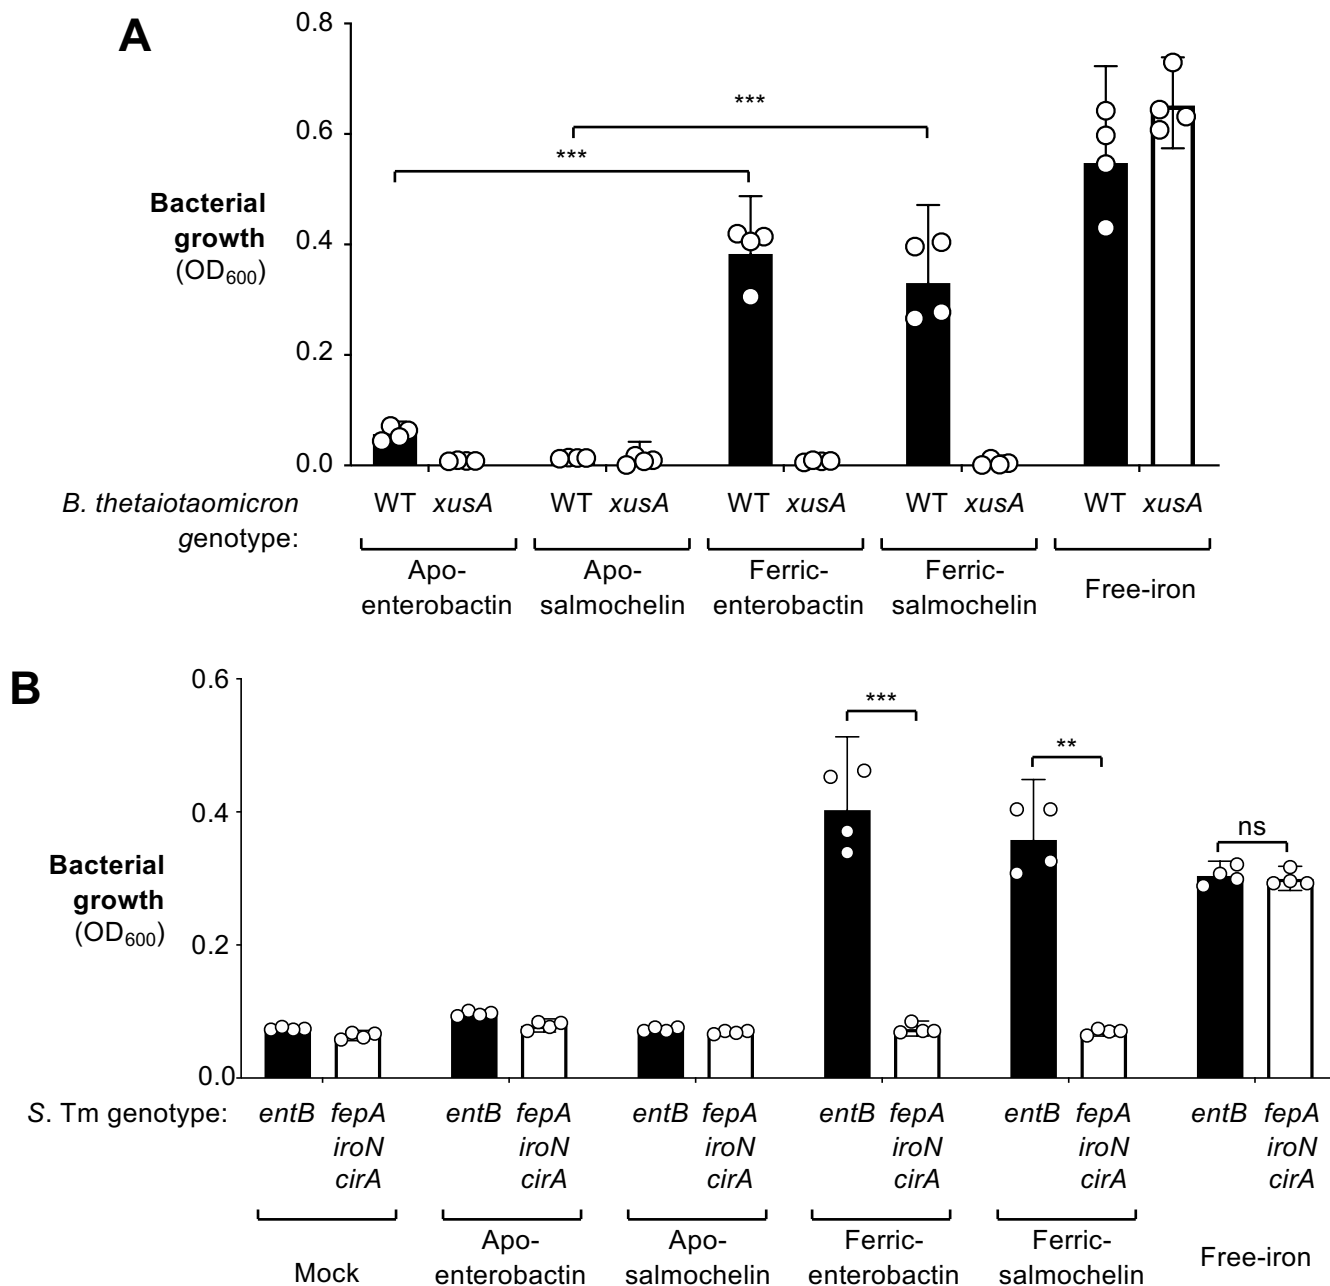 A
0.8
***
***
0.6
Bacterial
growth
(OD600)
0.4
0.2
0.0
B. thetaiotaomicron
genotype:
WT xusA WT xusA WT xusA WT xusA WT xusA
Apo-
enterobactin
Apo-
salmochelin
Ferric-
enterobactin
Ferric-
salmochelin
Free-iron
B
0.6
***
**
ns
0.4
Bacterial
growth
(OD600)
0.2
0.0
S. Tm genotype:
entB fepA entB fepA entB fepA entB fepA entB fepA entB fepA
iroN iroN iroN iroN iroN iroN
cirA cirA cirA cirA cirA cirA
Mock
Apo-
enterobactin
Apo-
salmochelin
Ferric-
enterobactin
Ferric-
salmochelin
Free-iron